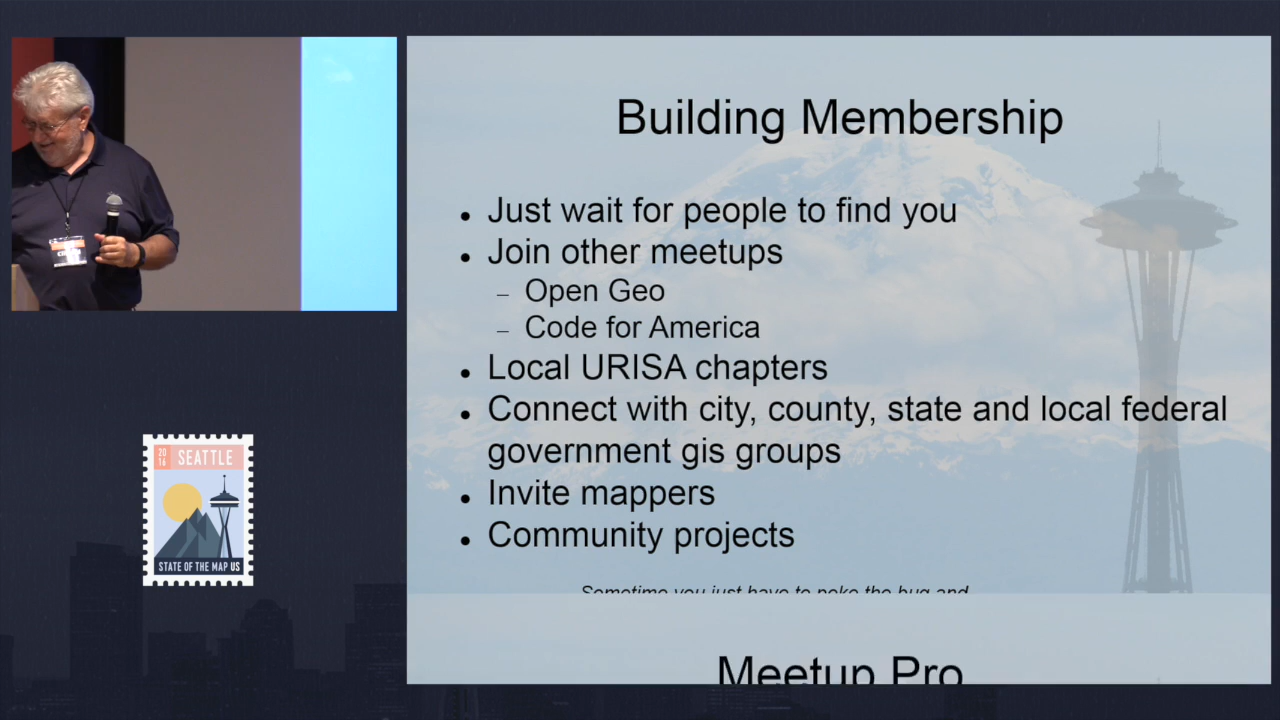 Building Membership
Just wait for people to find you
Join other meetups
– Open Geo
– Code for America
Local URISA chapters
Connect with city, county, state and local federal
government gis groups
Invite mappers
Community projects
Sometime you just have to poke the bug and
Meetup Pro
20
16
SEATTLE
STATE OF THE MAP US